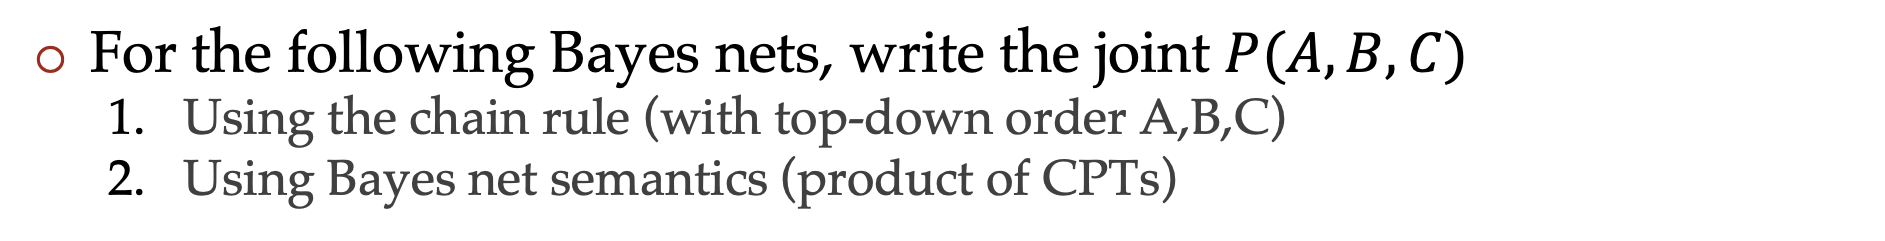 For the following Bayes nets, write the joint P(A, B, C)
1. Using the chain rule (with top-down order A,B,C)
2. Using Bayes net semantics (product of CPTs)